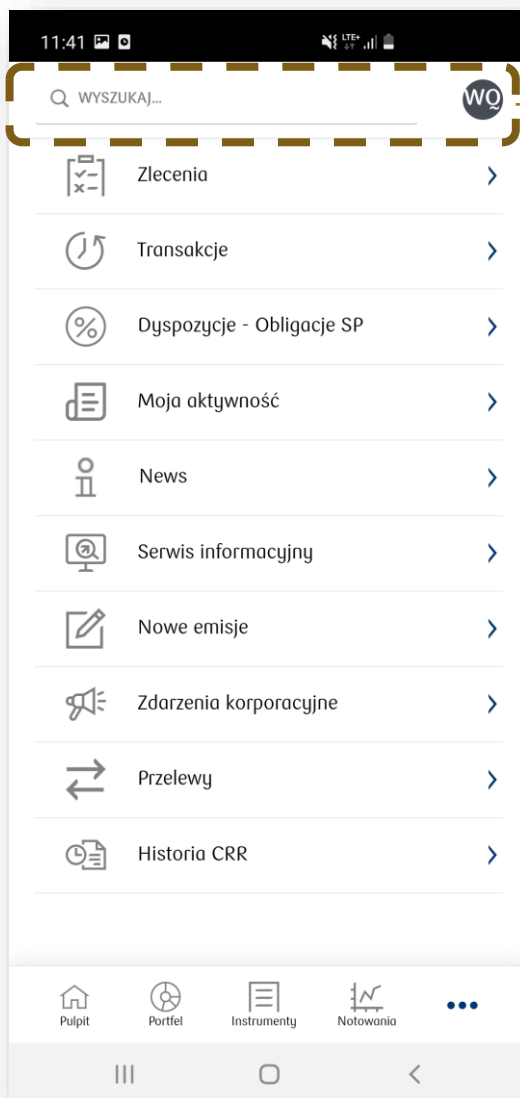 11:41 LTE+
WYSZUKAJ... WQ
Zlecenia
Transakcje
% Dyspozycje - Obligacje SP
Moja aktywność
News
Serwis informacyjny
Nowe emisje
Zdarzenia korporacyjne
Przelewy
Historia CRR
Pulpit Portfel Instrumenty Notowania